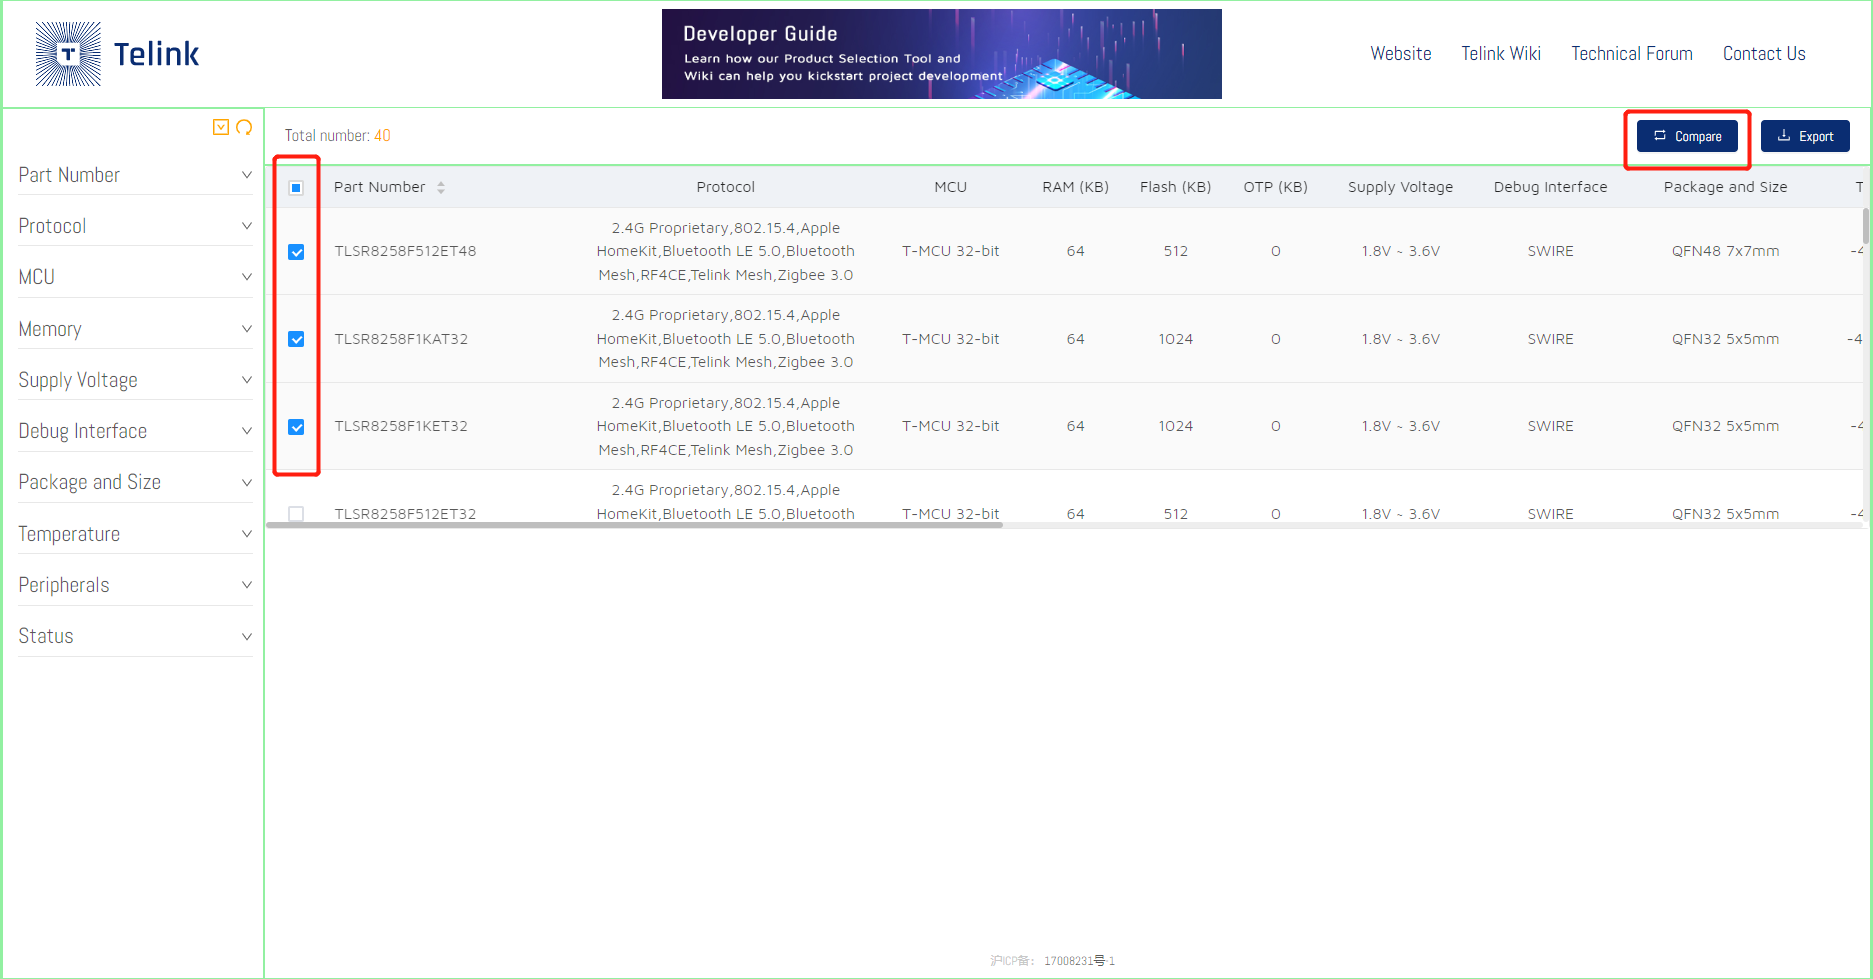 Telink
Developer Guide
Learn how our Product Selection Tool and
Wiki can help you kickstart project development
Website Telink Wiki Technical Forum Contact Us
Total number: 40
Compare Export
Part Number
Protocol
MCU
Memory
Supply Voltage
Debug Interface
Package and Size
Temperature
Peripherals
Status
Part Number Protocol MCU RAM (KB) Flash (KB) OTP (KB) Supply Voltage Debug Interface Package and Size T
2.4G Proprietary,802.15.4,Apple
TLSR8258F512ET48 HomeKit,Bluetooth LE 5.0,Bluetooth T-MCU 32-bit 64 512 0 1.8V ~ 3.6V SWIRE QFN48 7x7mm -4
Mesh,RF4CE,Telink Mesh,Zigbee 3.0
2.4G Proprietary,802.15.4,Apple
TLSR8258F1KAT32 HomeKit,Bluetooth LE 5.0,Bluetooth T-MCU 32-bit 64 1024 0 1.8V ~ 3.6V SWIRE QFN32 5x5mm -4
Mesh,RF4CE,Telink Mesh,Zigbee 3.0
2.4G Proprietary,802.15.4,Apple
TLSR8258F1KET32 HomeKit,Bluetooth LE 5.0,Bluetooth T-MCU 32-bit 64 1024 0 1.8V ~ 3.6V SWIRE QFN32 5x5mm -4
Mesh,RF4CE,Telink Mesh,Zigbee 3.0
2.4G Proprietary,802.15.4,Apple
TLSR8258F512ET32 HomeKit,Bluetooth LE 5.0,Bluetooth T-MCU 32-bit 64 512 0 1.8V ~ 3.6V SWIRE QFN32 5x5mm -4
沪ICP备: 17008231号-1